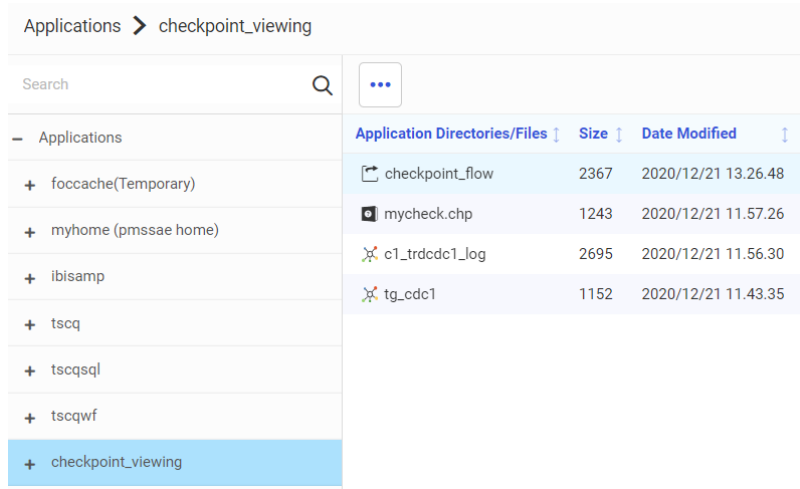 Applications checkpoint_viewing
Search
Applications
foccache(Temporary)
myhome (pmssae home)
ibisamp
tscq
tscqsql
tscqwf
checkpoint_viewing
Application Directories/Files Size Date Modified
checkpoint_flow 2367 2020/12/21 13.26.48
mycheck.chp 1243 2020/12/21 11.57.26
c1_trdcdc1_log 2695 2020/12/21 11.56.30
tg_cdc1 1152 2020/12/21 11.43.35